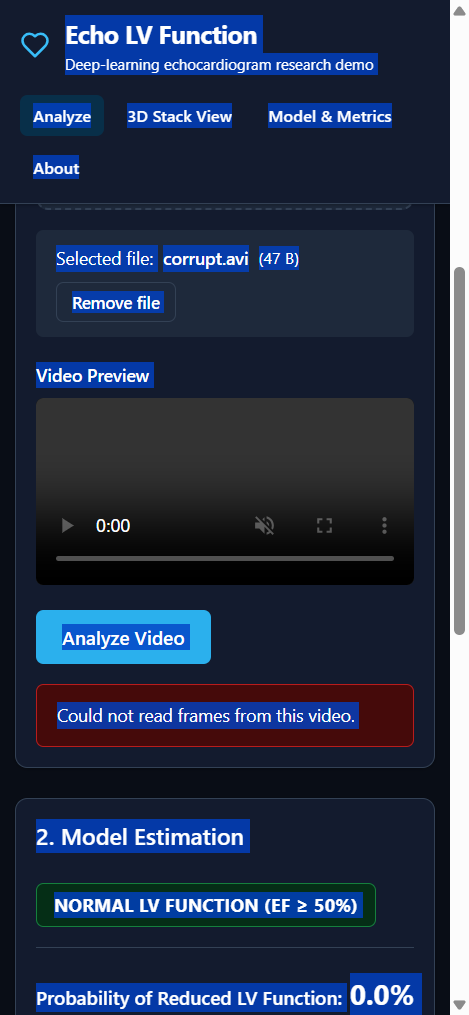 Echo LV Function
Deep-learning echocardiogram research demo
Analyze 3D Stack View Model & Metrics
About
Selected file: corrupt.avi (47 B)
Remove file
Video Preview
0:00
Analyze Video
Could not read frames from this video.
2. Model Estimation
NORMAL LV FUNCTION (EF ≥ 50%)
Probability of Reduced LV Function: 0.0%